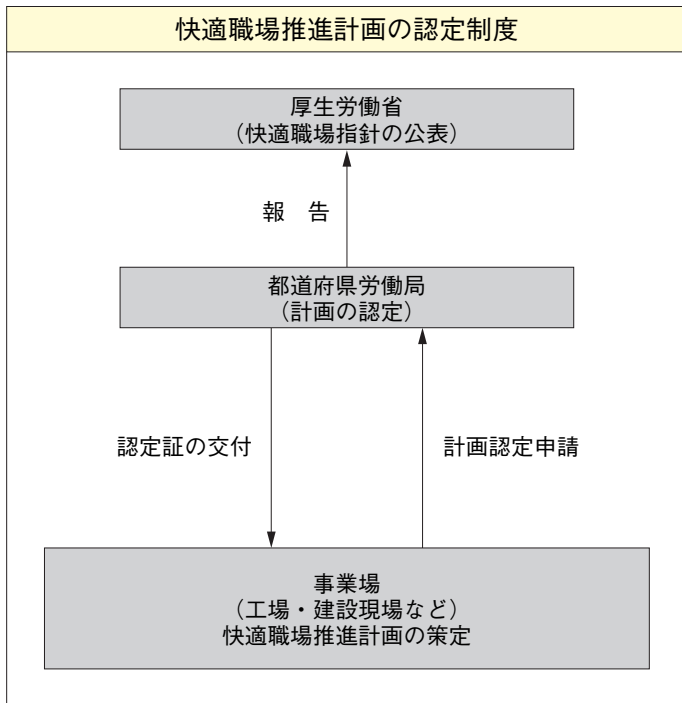 快適職場推進計画の認定制度
厚生労働省
（快適職場指針の公表）
報　告
都道府県労働局
（計画の認定）
認定証の交付
計画認定申請
事業場
（工場・建設現場など）
快適職場推進計画の策定